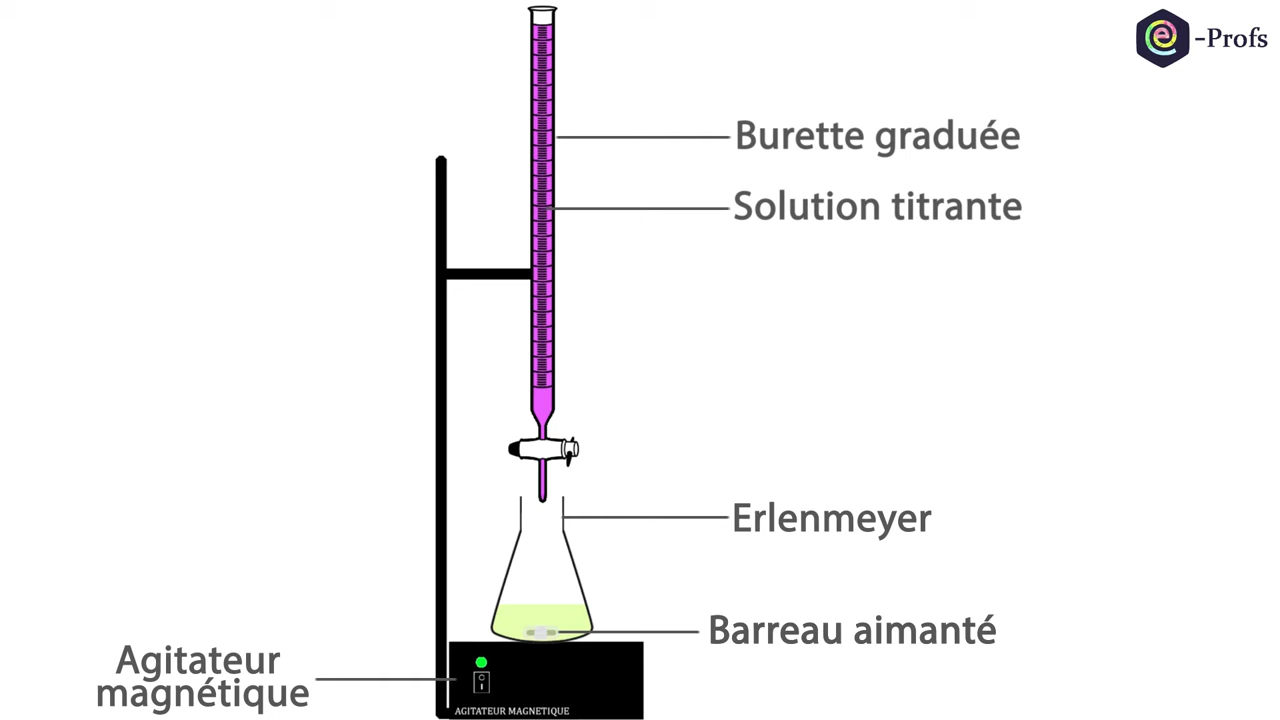 e -Profs
Burette graduée
Solution titrante
Erlenmeyer
Barreau aimanté
Agitateur
magnétique
AGITATEUR MAGNETIQUE